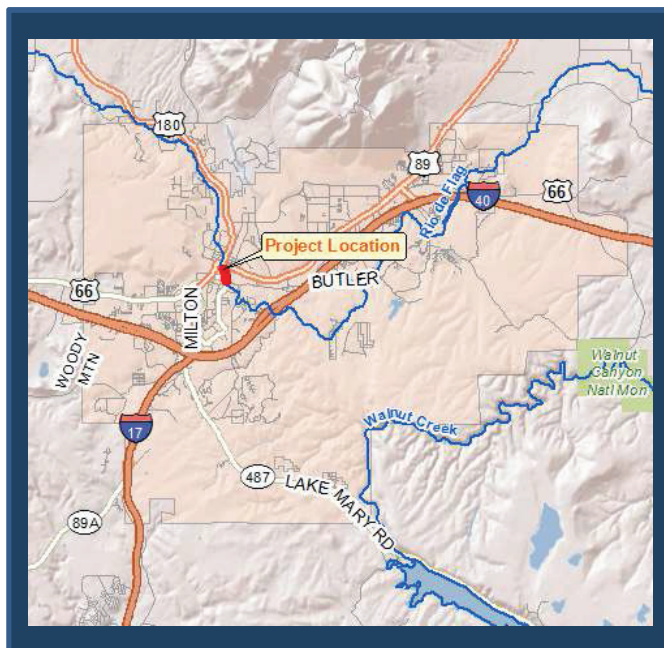 180
89
66
Rio de Flag
40
Project Location
BUTLER
66
MILTON
WOODY
MTN
Walnut
Canyon
Natl Mon
Walnut Creek
17
487
LAKE MARY RD
89A